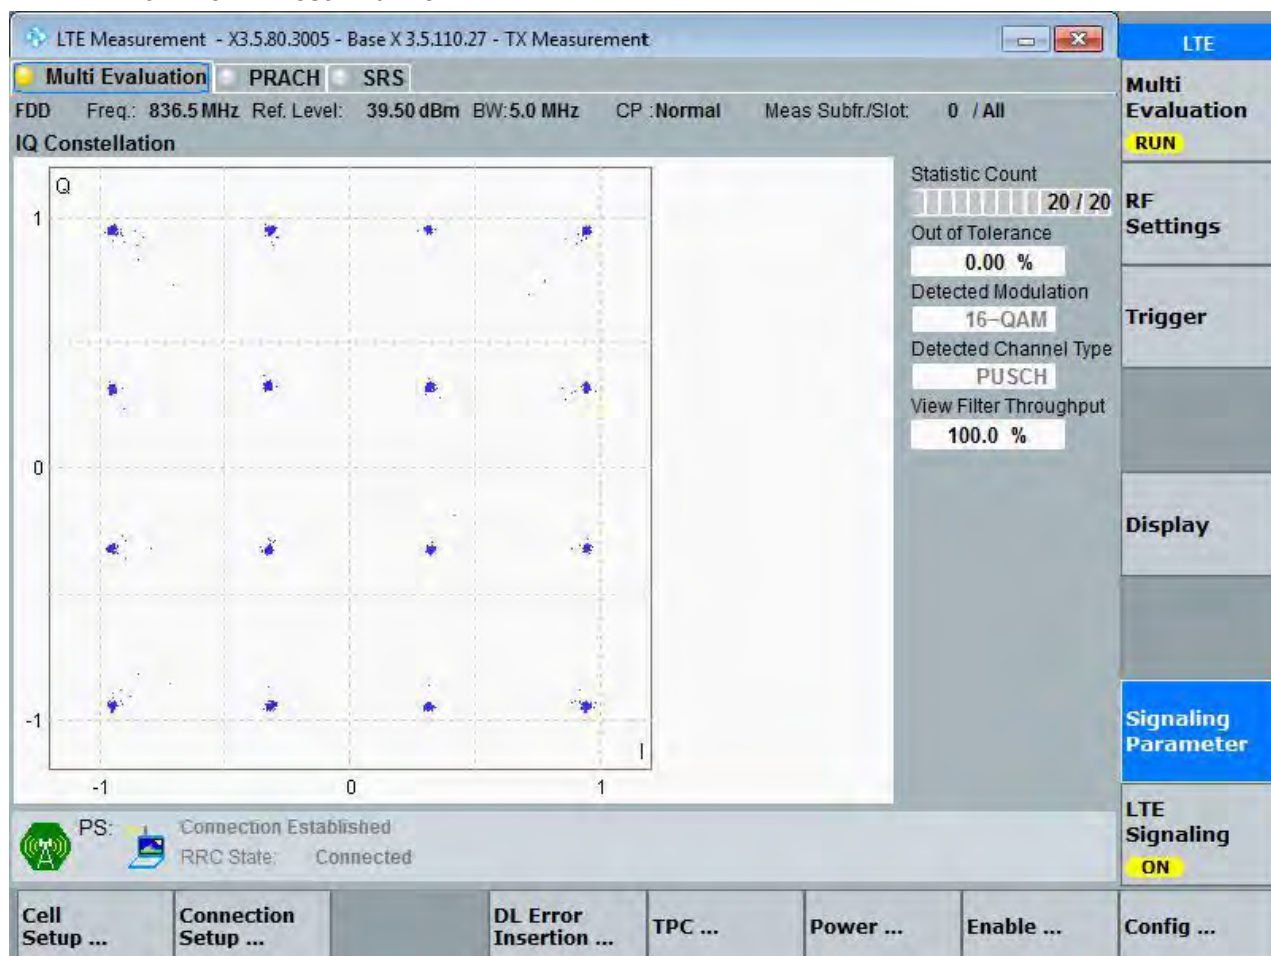 LTE Measurement - X3.5.80.3005 - Base X 3.5.110.27 - TX Measurement
LTE
Multi Evaluation PRACH SRS
FDD Freq.: 836.5 MHz Ref. Level: 39.50 dBm BW: 5.0 MHz CP : Normal Meas Subfr./Slot: 0 / All
IQ Constellation
Q
1
0
-1
I
-1 0 1
Statistic Count
20 / 20
Out of Tolerance
0.00 %
Detected Modulation
16-QAM
Detected Channel Type
PUSCH
View Filter Throughput
100.0 %
Multi
Evaluation
RUN
RF
Settings
Trigger
Display
Signaling
Parameter
LTE
Signaling
ON
PS: Connection Established
RRC State: Connected
Cell
Setup ...
Connection
Setup ...
DL Error
Insertion ...
TPC ...
Power ...
Enable ...
Config ...